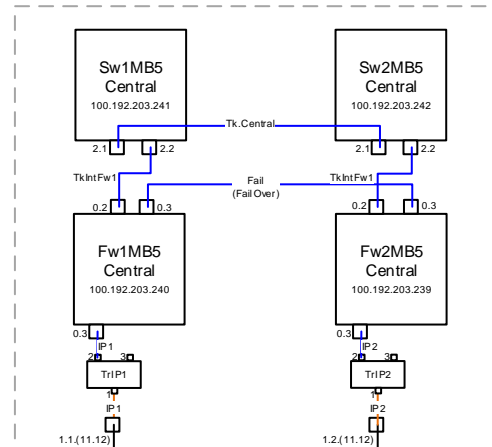 Sw1MB5
Central
100.192.203.241
Sw2MB5
Central
100.192.203.242
Tk.Central
2.1
2.2
2.1
2.2
TkIntFw1
Fail
(FailOver)
TkIntFw1
0.2
0.3
0.2
0.3
Fw1MB5
Central
100.192.203.240
Fw2MB5
Central
100.192.203.239
0.3
0.3
IP1
IP2
2
3
2
3
TrIP1
TrIP2
1
1
IP1
IP2
1.1.(11.12)
1.2.(11.12)